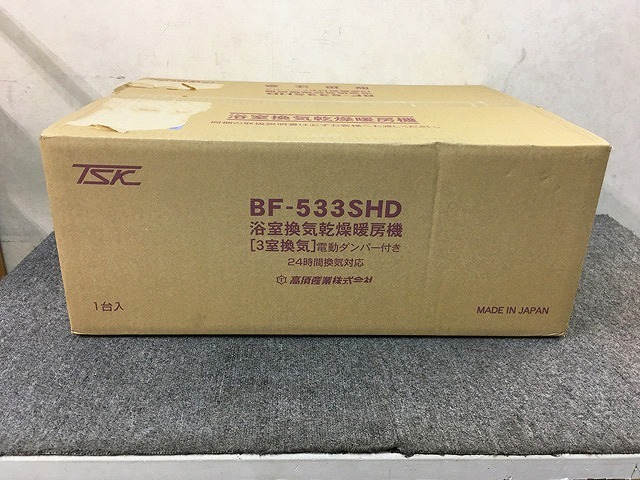 浴室換気乾燥暖房機
TSK
BF-533SHD
浴室換気乾燥暖房機
[3室換気]電動ダンパー付き
24時間換気対応
高須産業株式会社
1台入
MADE IN JAPAN